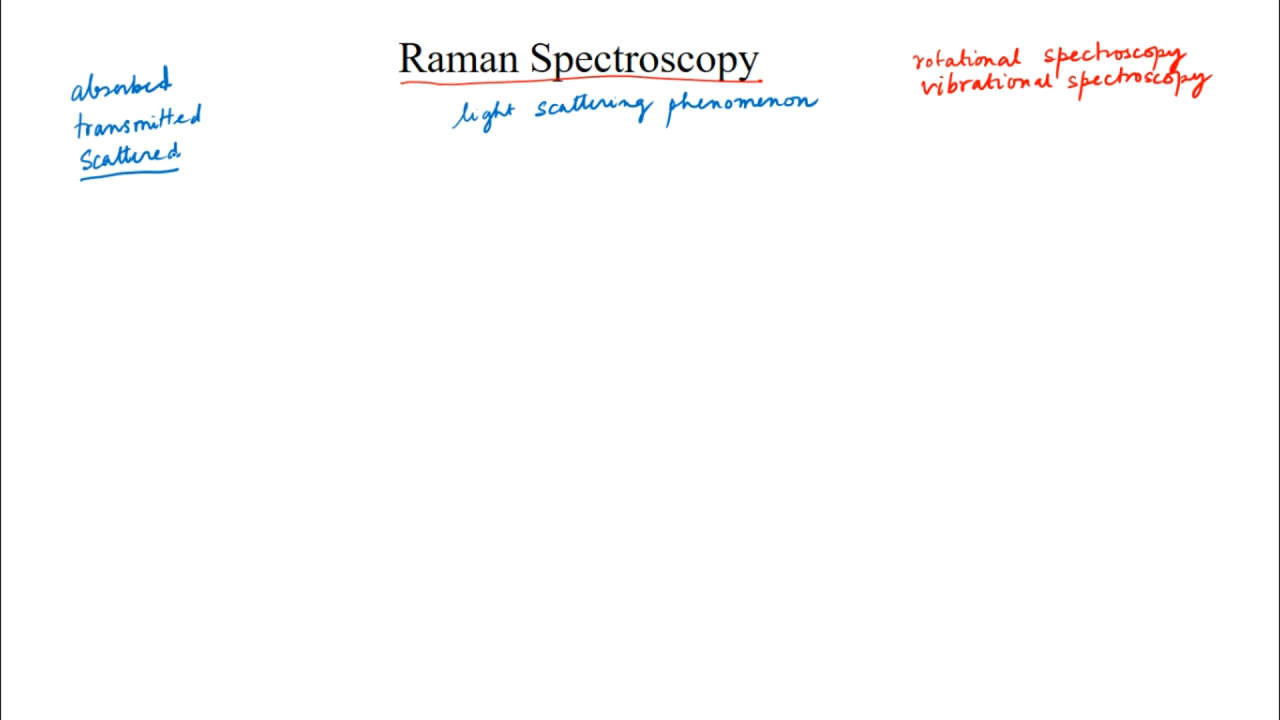 Raman Spectroscopy
light scattering phenomenon
absorbed
transmitted
Scattered
rotational spectroscopy
vibrational spectroscopy